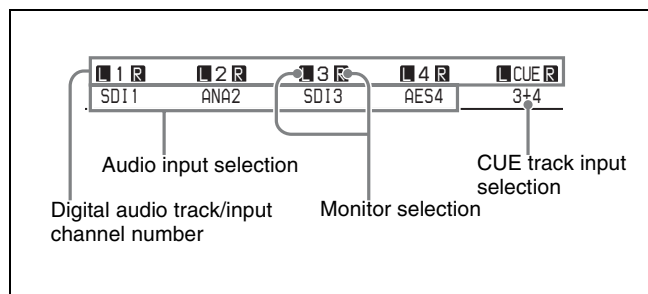 L 1 R L 2 R L 3 R L 4 R L CUE R
SDI1 ANA2 SDI3 AES4 3+4
Audio input selection
CUE track input
selection
Digital audio track/input
channel number
Monitor selection